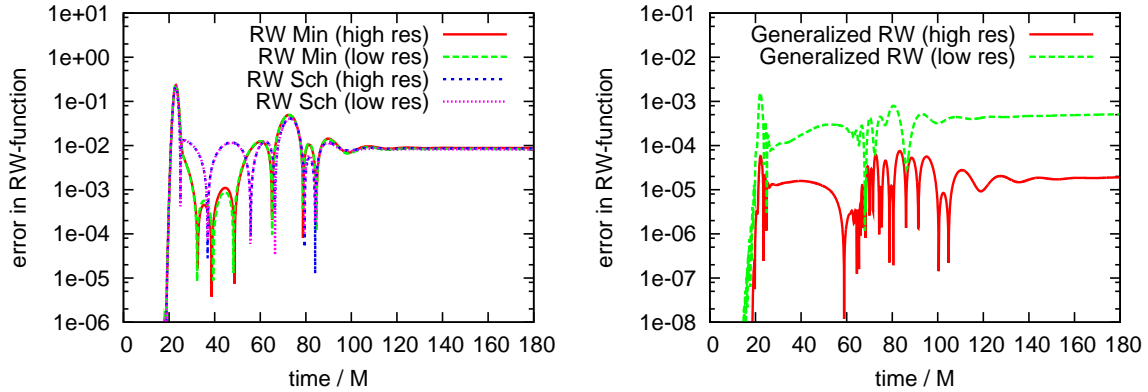 1e+01
1e+00
1e-01
1e-02
1e-03
1e-04
1e-05
1e-06
error in RW-function
RW Min (high res)
RW Min (low res)
RW Sch (high res)
RW Sch (low res)
0 20 40 60 80 100 120 140 160 180
time / M
1e-01
1e-02
1e-03
1e-04
1e-05
1e-06
1e-07
1e-08
error in RW-function
Generalized RW (high res)
Generalized RW (low res)
0 20 40 60 80 100 120 140 160 180
time / M